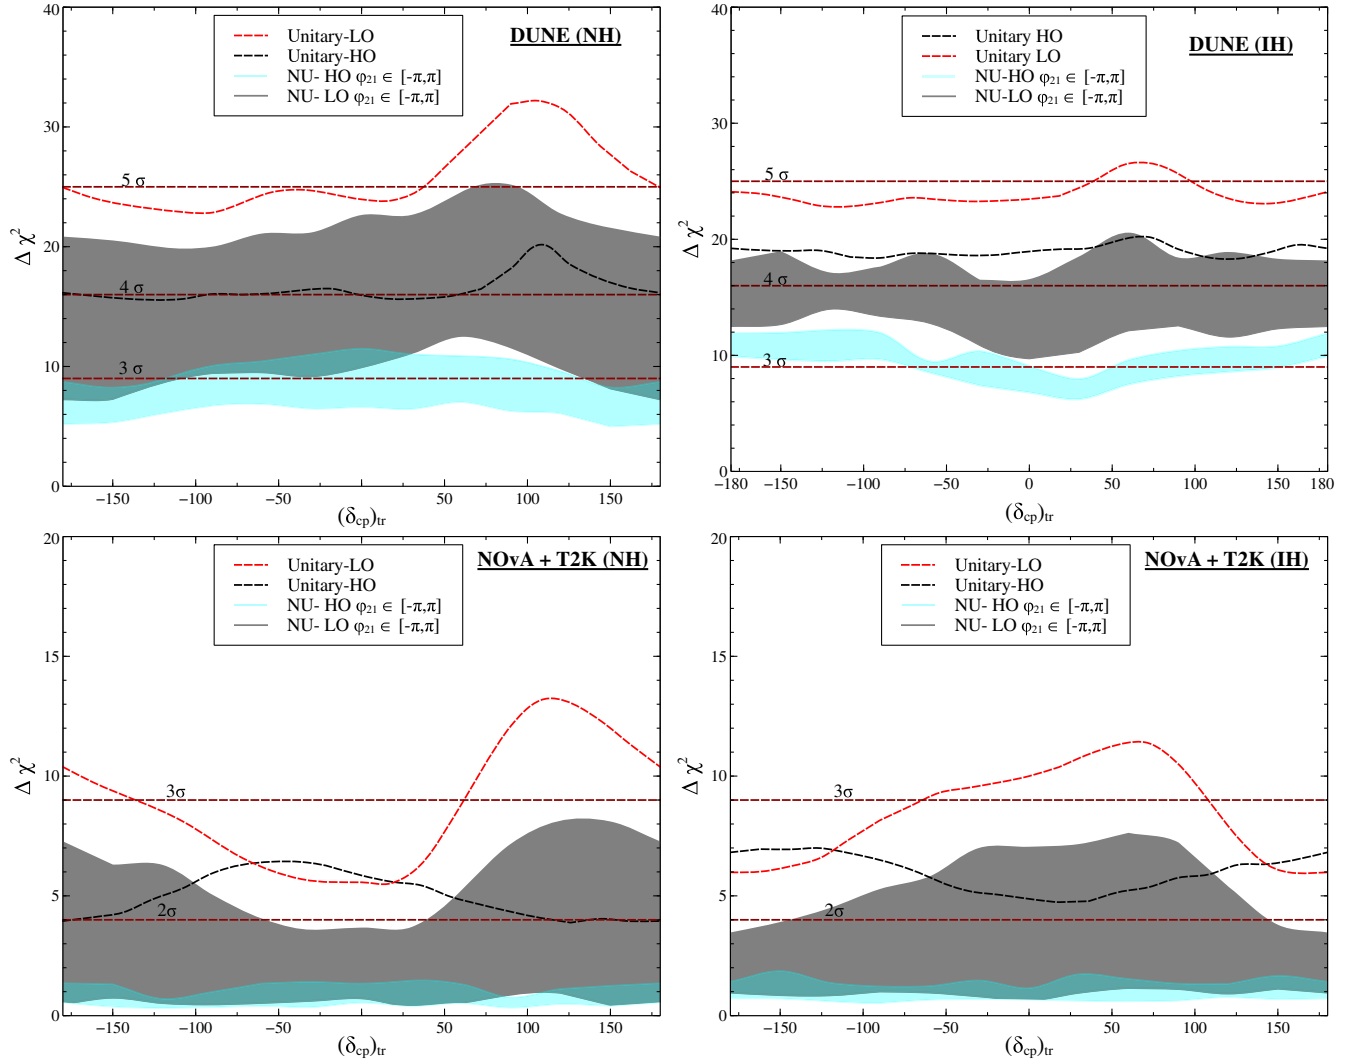 DUNE (NH)
Unitary-LO
Unitary-HO
NU- HO φ₂₁ ∈ [-π,π]
NU- LO φ₂₁ ∈ [-π,π]
40
30
20
10
0
5 σ
4 σ
3 σ
Δ χ²
−150 −100 −50 0 50 100 150
(δcp)tr
DUNE (IH)
Unitary HO
Unitary LO
NU-HO φ₂₁ ∈ [-π,π]
NU-LO φ₂₁ ∈ [-π,π]
40
30
20
10
0
5 σ
4 σ
3 σ
Δ χ²
−180 −150 −100 −50 0 50 100 150 180
(δcp)tr
NOvA + T2K (NH)
Unitary-LO
Unitary-HO
NU- HO φ₂₁ ∈ [-π,π]
NU- LO φ₂₁ ∈ [-π,π]
20
15
10
5
0
3σ
2σ
Δ χ²
−150 −100 −50 0 50 100 150
(δcp)tr
NOvA + T2K (IH)
Unitary-LO
Unitary-HO
NU- HO φ₂₁ ∈ [-π,π]
NU- LO φ₂₁ ∈ [-π,π]
20
15
10
5
0
3σ
2σ
Δ χ²
−150 −100 −50 0 50 100 150
(δcp)tr